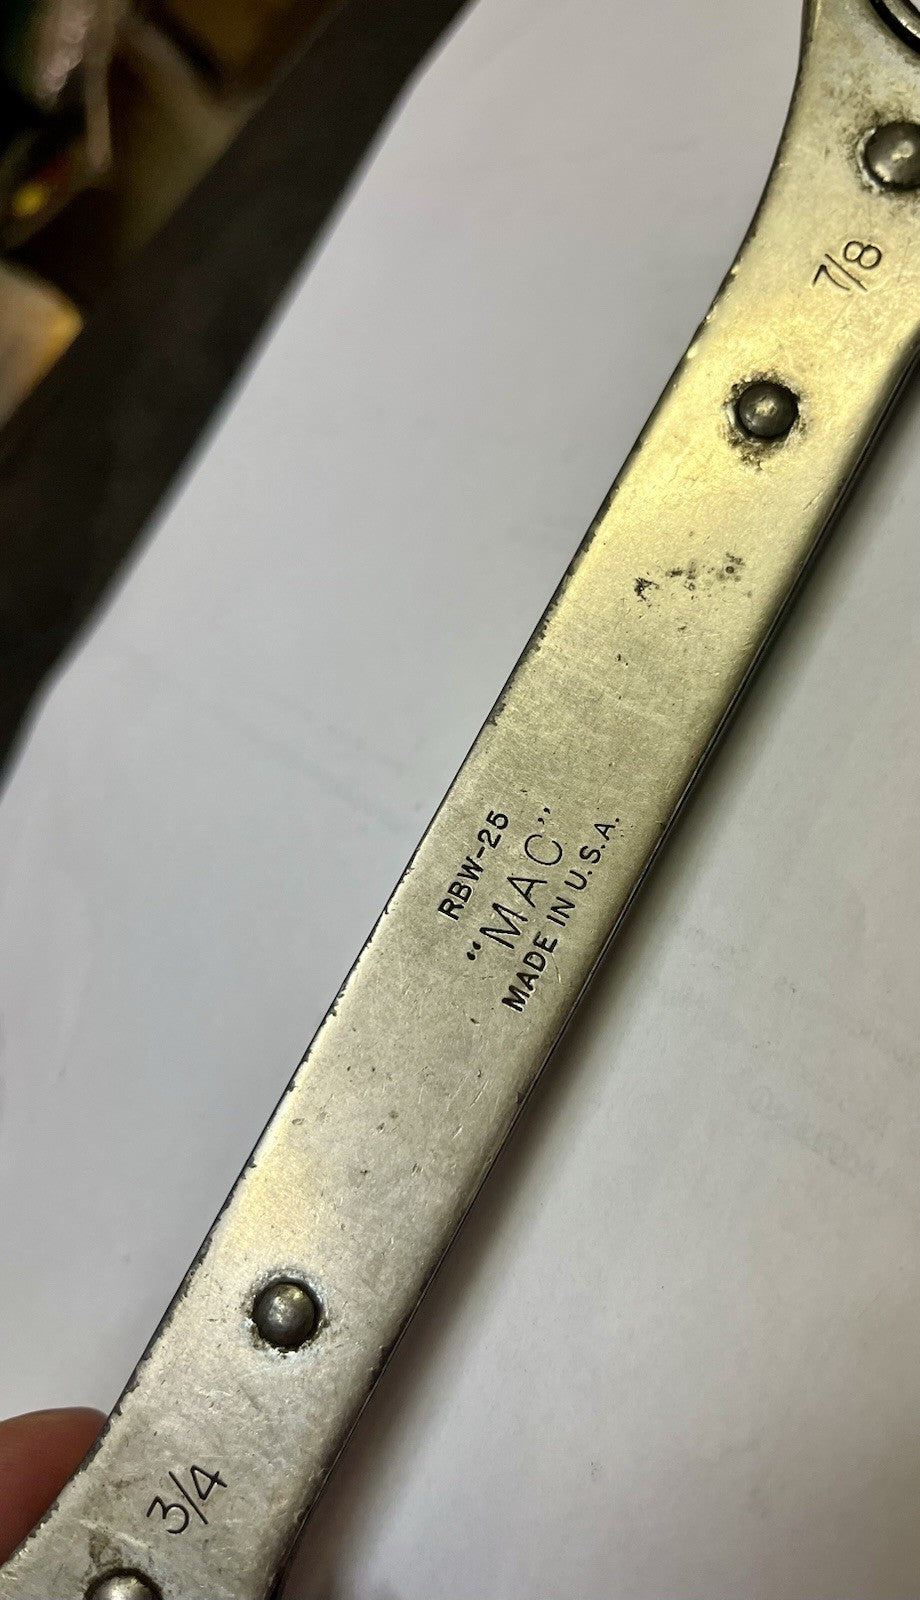 7/8
RBW-25
"MAC"
MADE IN U.S.A.
3/4